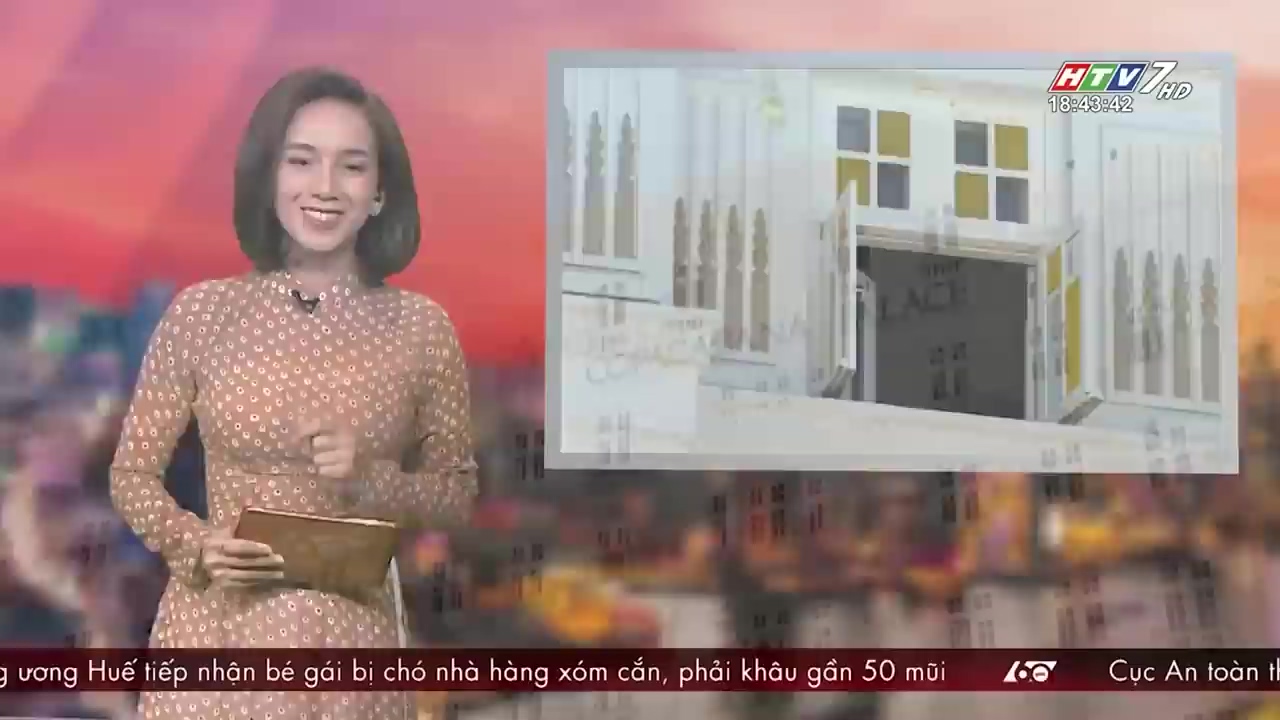 HTV7 HD
18:43:42
ương Huế tiếp nhận bé gái bị chó nhà hàng xóm cắn, phải khâu gần 50 mũi
60 Cục An toàn